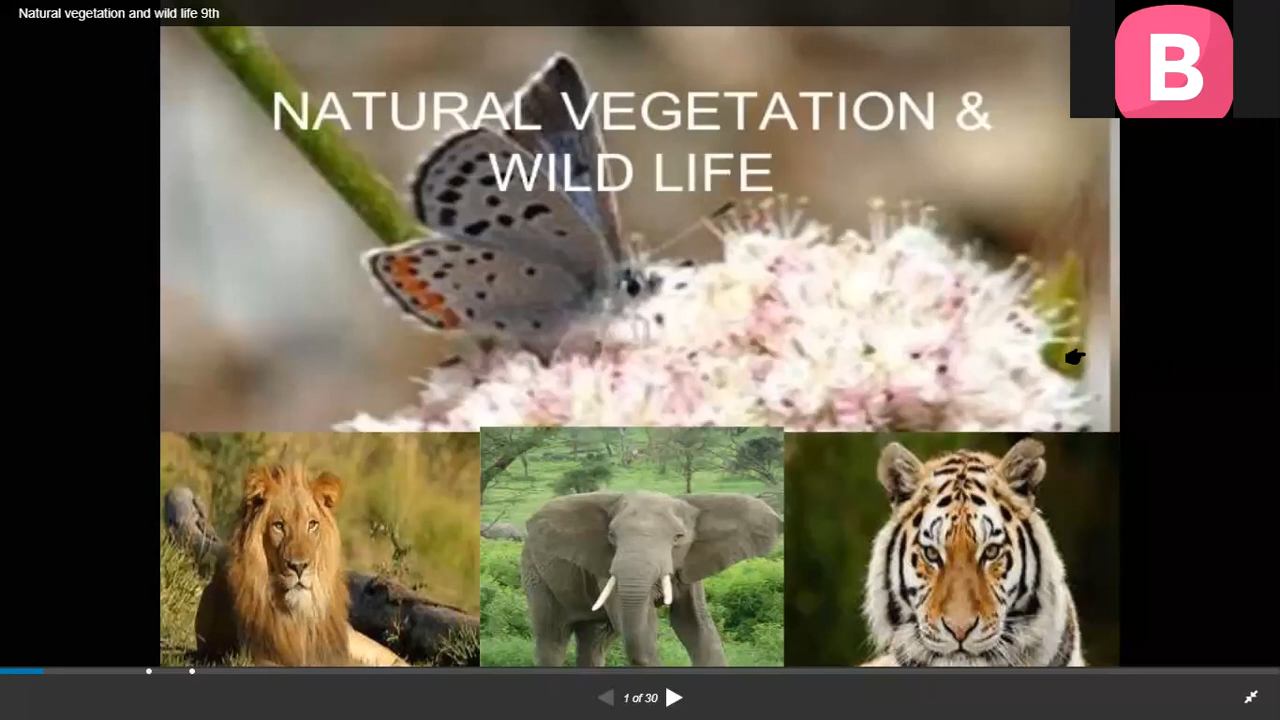 Natural vegetation and wild life 9th
B
NATURAL VEGETATION &
WILD LIFE
1 of 30